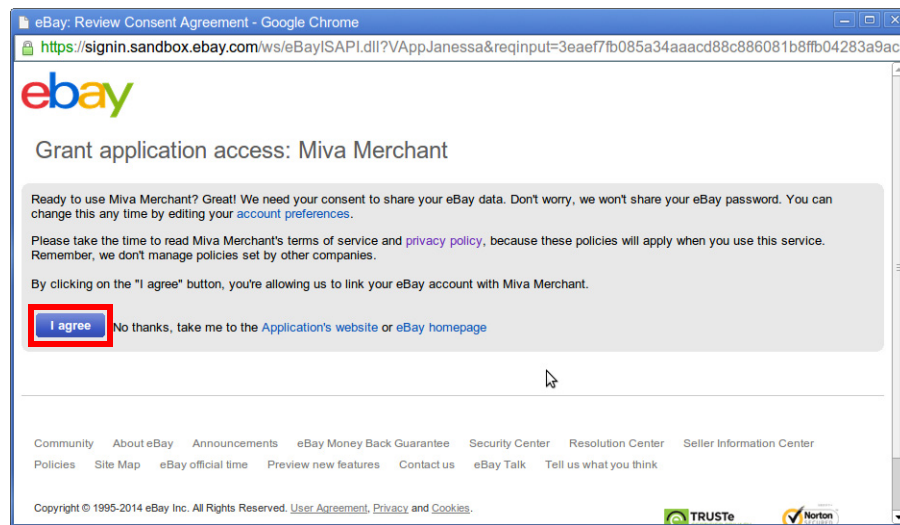 eBay: Review Consent Agreement - Google Chrome
https://signin.sandbox.ebay.com/ws/eBayISAPI.dll?VAppJanessa&reqinput=3eaef7fb085a34aaacd88c886081b8ffb04283a9ac
ebay
Grant application access: Miva Merchant
Ready to use Miva Merchant? Great! We need your consent to share your eBay data. Don't worry, we won't share your eBay password. You can
change this any time by editing your account preferences.
Please take the time to read Miva Merchant's terms of service and privacy policy, because these policies will apply when you use this service.
Remember, we don't manage policies set by other companies.
By clicking on the "I agree" button, you're allowing us to link your eBay account with Miva Merchant.
I agree No thanks, take me to the Application's website or eBay homepage
Community About eBay Announcements eBay Money Back Guarantee Security Center Resolution Center Seller Information Center
Policies Site Map eBay official time Preview new features Contact us eBay Talk Tell us what you think
Copyright © 1995-2014 eBay Inc. All Rights Reserved. User Agreement, Privacy and Cookies.
TRUSTe
Norton
SECURED